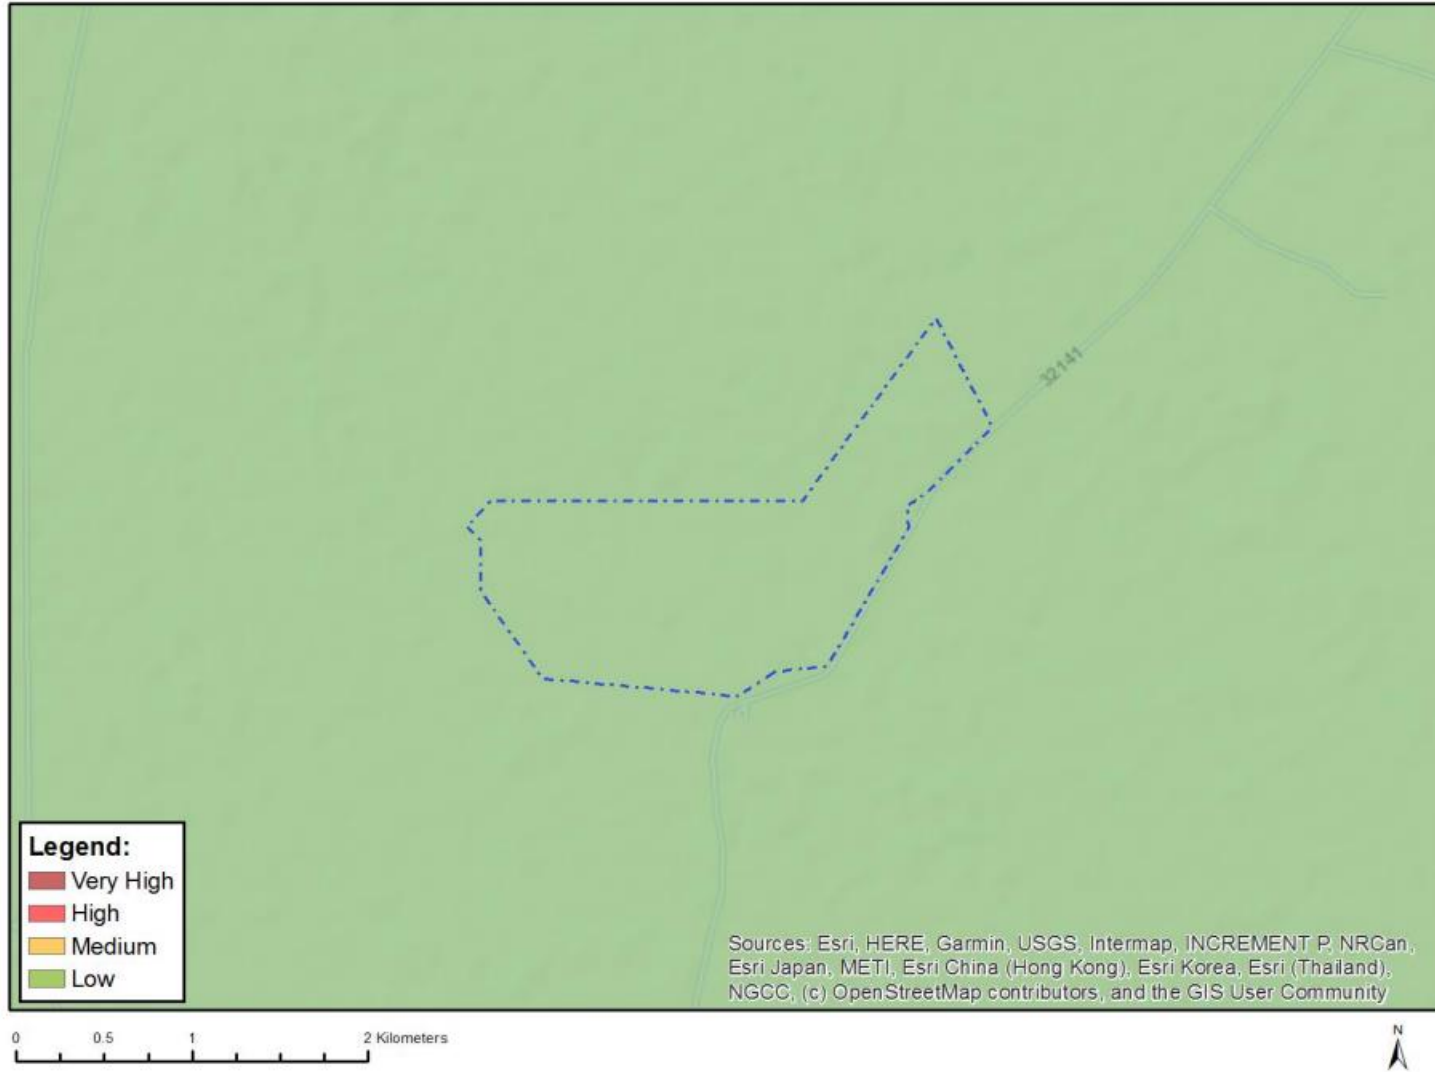 32141
Legend:
Very High
High
Medium
Low
Sources: Esri, HERE, Garmin, USGS, Intermap, INCREMENT P, NRCan,
Esri Japan, METI, Esri China (Hong Kong), Esri Korea, Esri (Thailand),
NGCC, (c) OpenStreetMap contributors, and the GIS User Community
0 0.5 1 2 Kilometers
N